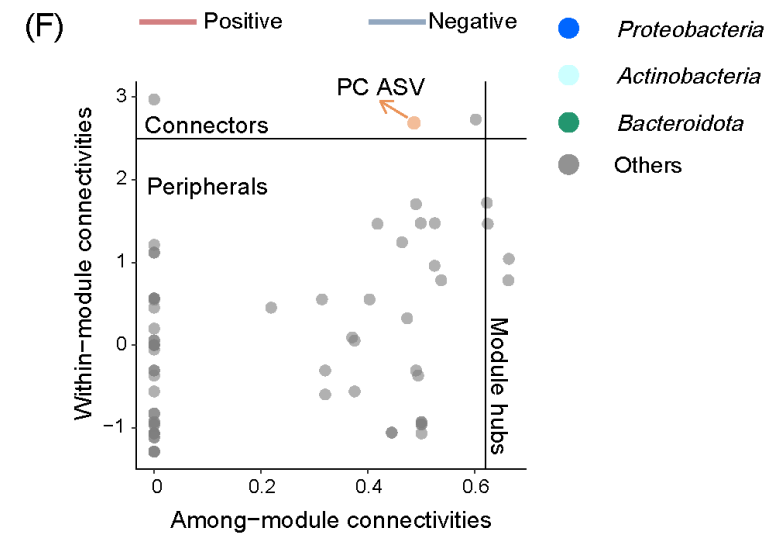 (F)
Positive
Negative
Proteobacteria
Actinobacteria
Bacteroidota
Others
PC ASV
Connectors
Peripherals
Module hubs
Within−module connectivities
3
2
1
0
−1
0
0.2
0.4
0.6
Among−module connectivities